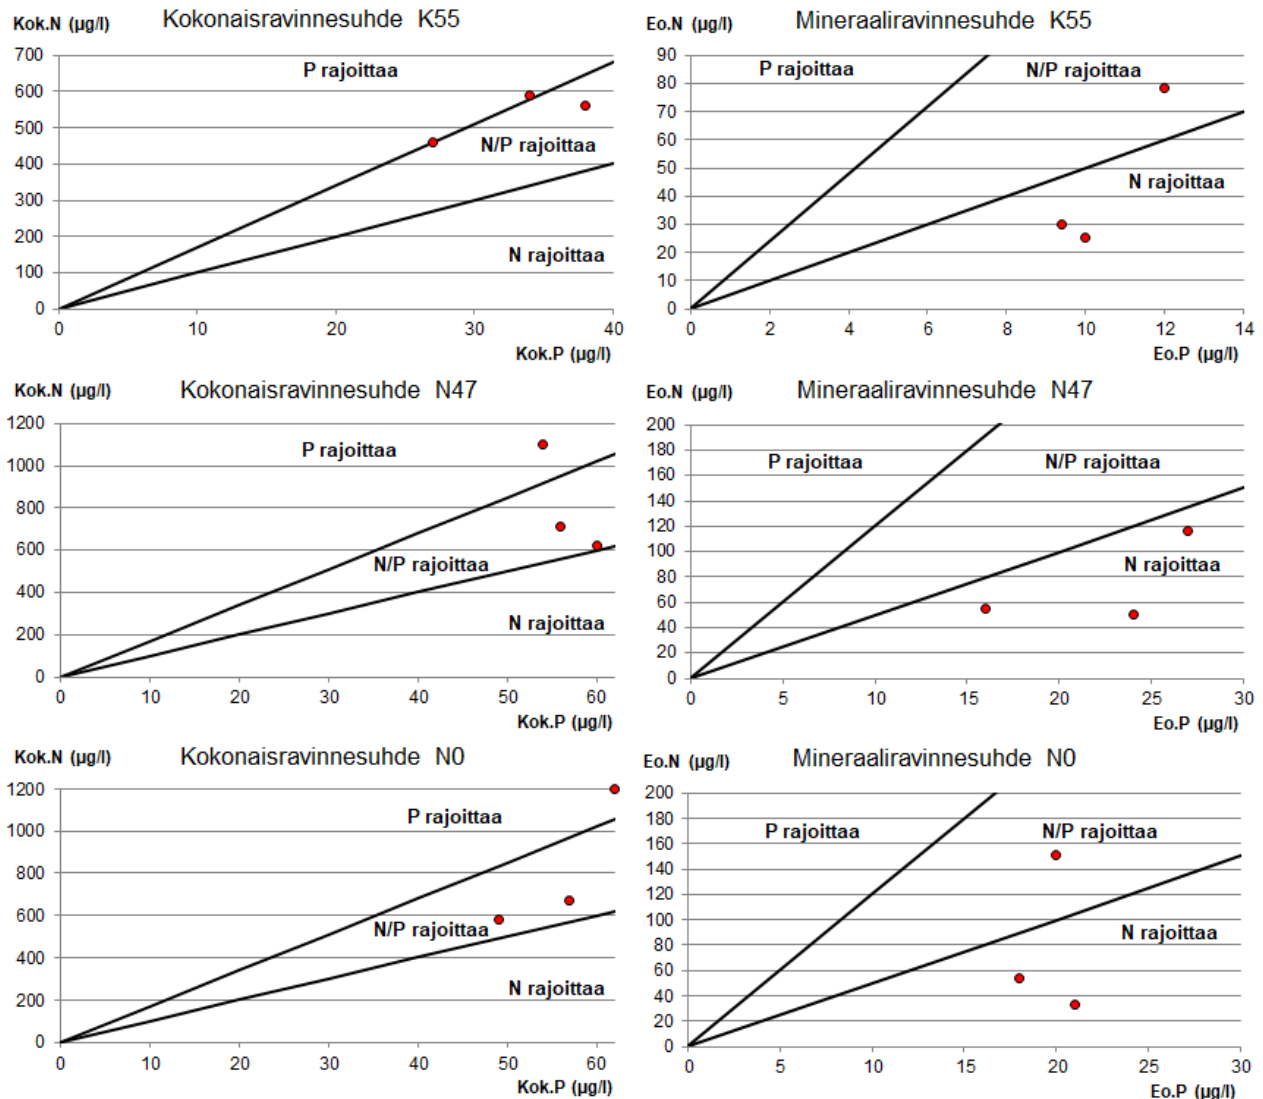 Kokonaisravinnesuhde K55
Kok.N (µg/l)
700
600
500
400
300
200
100
0
P rajoittaa
N/P rajoittaa
N rajoittaa
0 10 20 30 40
Kok.P (µg/l)
Mineraaliravinnesuhde K55
Eo.N (µg/l)
90
80
70
60
50
40
30
20
10
0
P rajoittaa
N/P rajoittaa
N rajoittaa
0 2 4 6 8 10 12 14
Eo.P (µg/l)
Kokonaisravinnesuhde N47
Kok.N (µg/l)
1200
1000
800
600
400
200
0
P rajoittaa
N/P rajoittaa
N rajoittaa
0 10 20 30 40 50 60
Kok.P (µg/l)
Mineraaliravinnesuhde N47
Eo.N (µg/l)
200
180
160
140
120
100
80
60
40
20
0
P rajoittaa
N/P rajoittaa
N rajoittaa
0 5 10 15 20 25 30
Eo.P (µg/l)
Kokonaisravinnesuhde N0
Kok.N (µg/l)
1200
1000
800
600
400
200
0
P rajoittaa
N/P rajoittaa
N rajoittaa
0 10 20 30 40 50 60
Kok.P (µg/l)
Mineraaliravinnesuhde N0
Eo.N (µg/l)
200
180
160
140
120
100
80
60
40
20
0
P rajoittaa
N/P rajoittaa
N rajoittaa
0 5 10 15 20 25 30
Eo.P (µg/l)